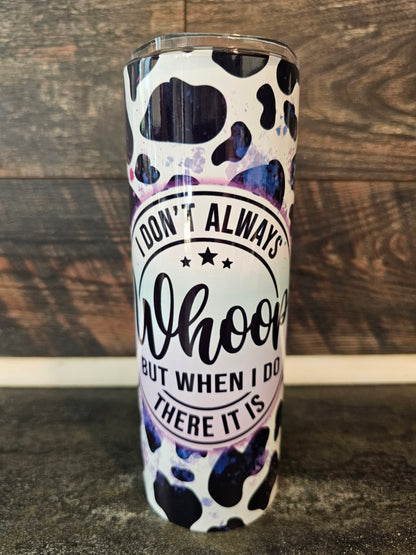 I DON'T ALWAYS
Whoop
BUT WHEN I DO
THERE IT IS